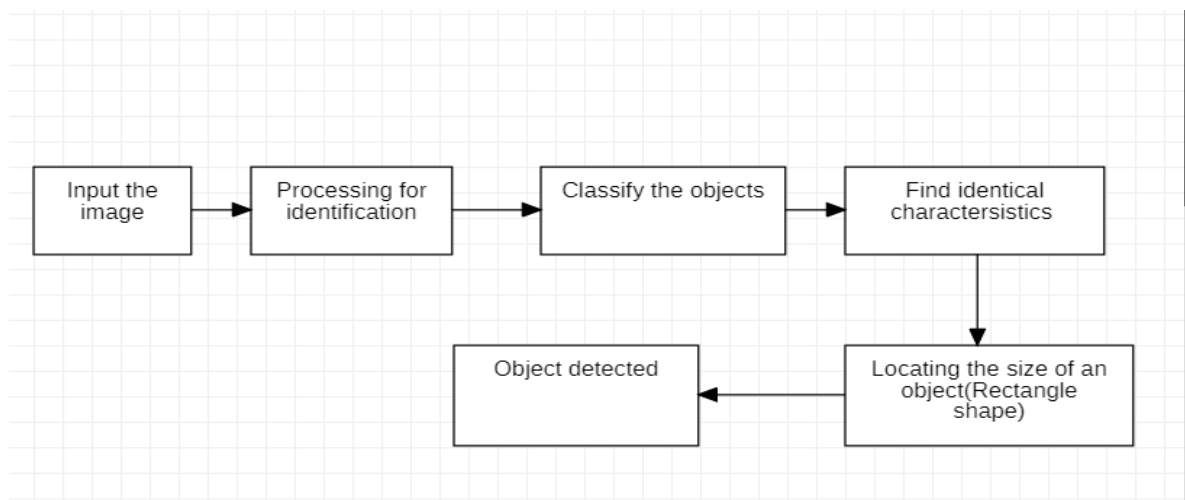 Input the
image
Processing for
identification
Classify the objects
Find identical
charactersistics
Locating the size of an
object(Rectangle
shape)
Object detected